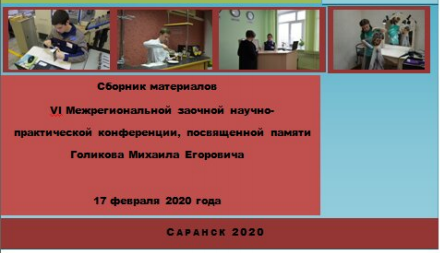 Сборник материалов
VI Межрегиональной заочной научно-
практической конференции, посвященной памяти
Голикова Михаила Егоровича
17 февраля 2020 года
САРАНСК 2020